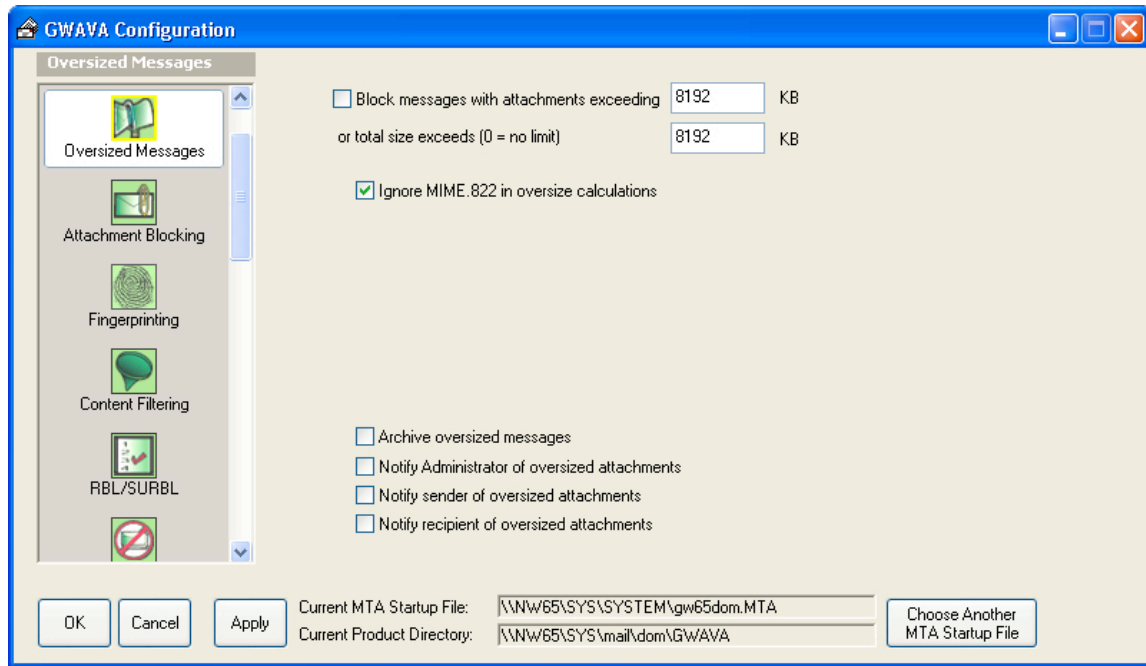 GWAVA Configuration
Oversized Messages
Oversized Messages
Attachment Blocking
Fingerprinting
Content Filtering
RBL/SURBL
Block messages with attachments exceeding 8192 KB
or total size exceeds (0 = no limit) 8192 KB
Ignore MIME.822 in oversize calculations
Archive oversized messages
Notify Administrator of oversized attachments
Notify sender of oversized attachments
Notify recipient of oversized attachments
OK Cancel Apply
Current MTA Startup File: \\NW65\SYS\SYSTEM\gw65dom.MTA
Current Product Directory: \\NW65\SYS\mail\dom\GWAVA
Choose Another
MTA Startup File